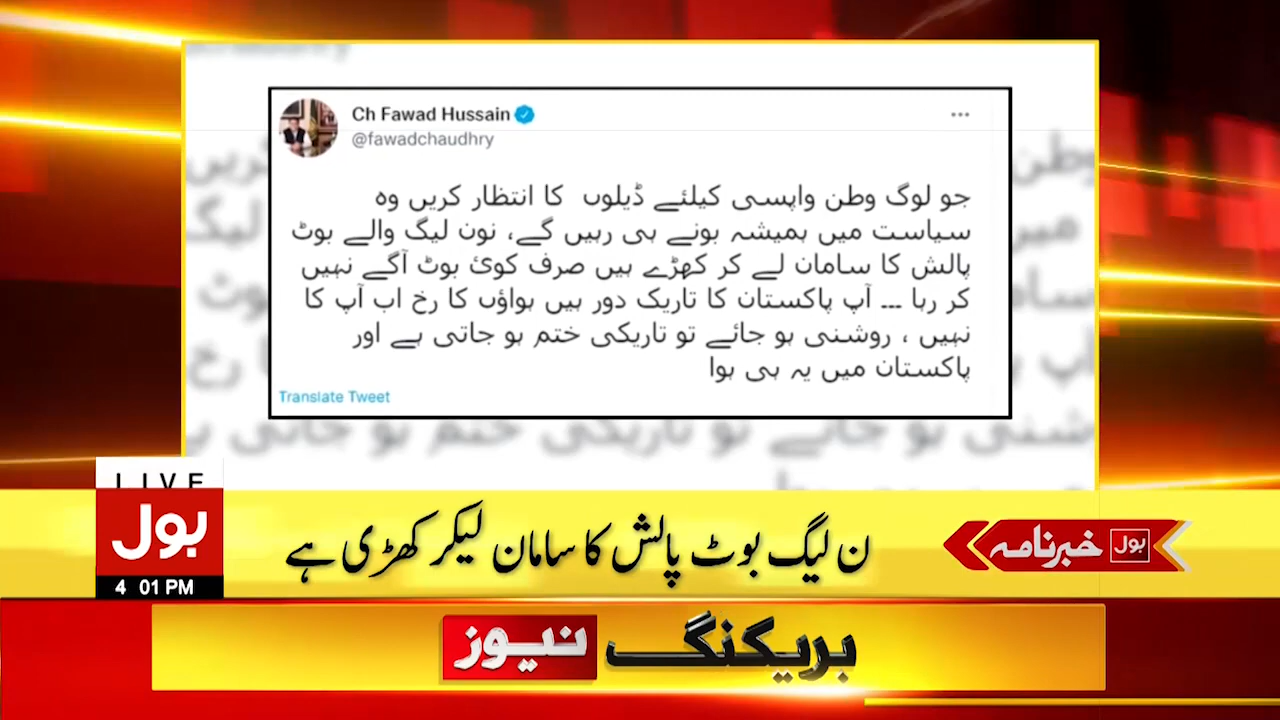 Ch Fawad Hussain
@fawadchaudhry
جو لوگ وطن واپسی کیلئے ڈیلوں کا انتظار کریں وہ
سیاست میں ہمیشہ بونے ہی رہیں گے، نون لیگ والے بوٹ
پالش کا سامان لے کر کھڑے ہیں صرف کوئ بوٹ آگے نہیں
کر رہا ... آپ پاکستان کا تاریک دور ہیں ہواؤں کا رخ اب آپ کا
نہیں ، روشنی ہو جائے تو تاریکی ختم ہو جاتی ہے اور
پاکستان میں یہ ہی ہوا
Translate Tweet
LIVE
بول
4 01 PM
ن لیگ بوٹ پالش کا سامان لیکر کھڑی ہے
بول خبرنامہ
بریکنگ نیوز